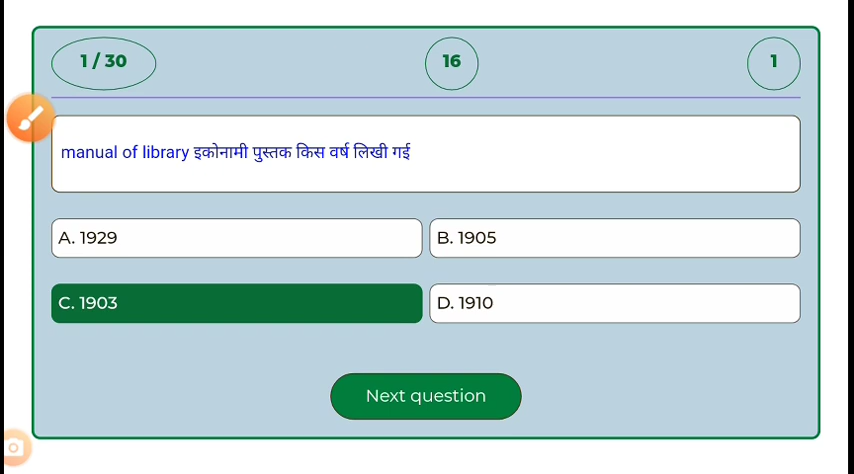 1 / 30
16
1
manual of library इकोनामी पुस्तक किस वर्ष लिखी गई
A. 1929
B. 1905
C. 1903
D. 1910
Next question